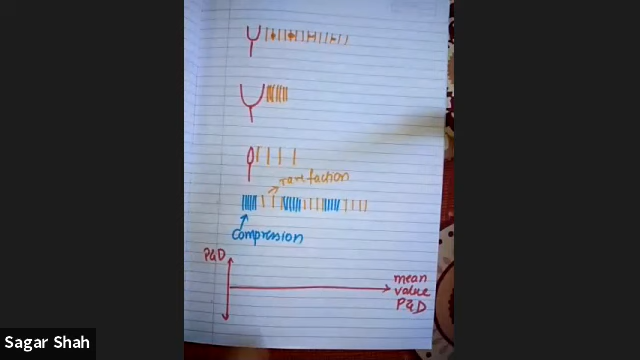 rarefaction
compression
P&D
mean
value
P&D
Sagar Shah